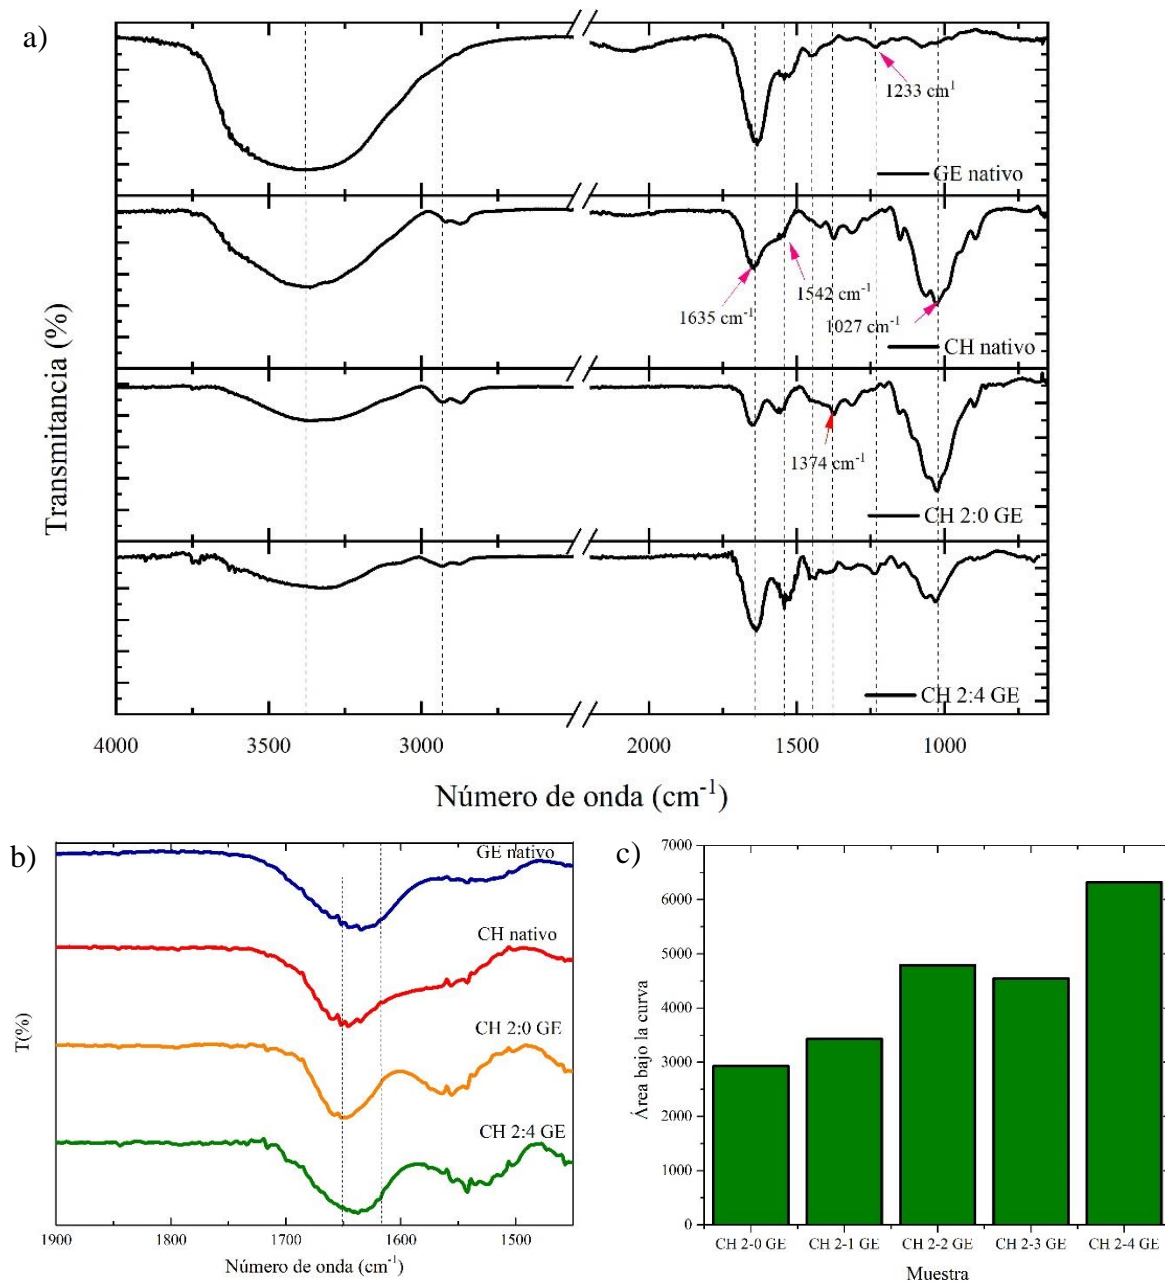 a)
Transmitancia (%)
1233 cm¹
GE nativo
1635 cm⁻¹
1542 cm⁻¹
1027 cm⁻¹
CH nativo
1374 cm⁻¹
CH 2:0 GE
CH 2:4 GE
4000 3500 3000 2000 1500 1000
Número de onda (cm⁻¹)
b)
T(%)
GE nativo
CH nativo
CH 2:0 GE
CH 2:4 GE
1900 1800 1700 1600 1500
Número de onda (cm⁻¹)
c)
Área bajo la curva
7000
6000
5000
4000
3000
2000
1000
0
CH 2-0 GE CH 2-1 GE CH 2-2 GE CH 2-3 GE CH 2-4 GE
Muestra